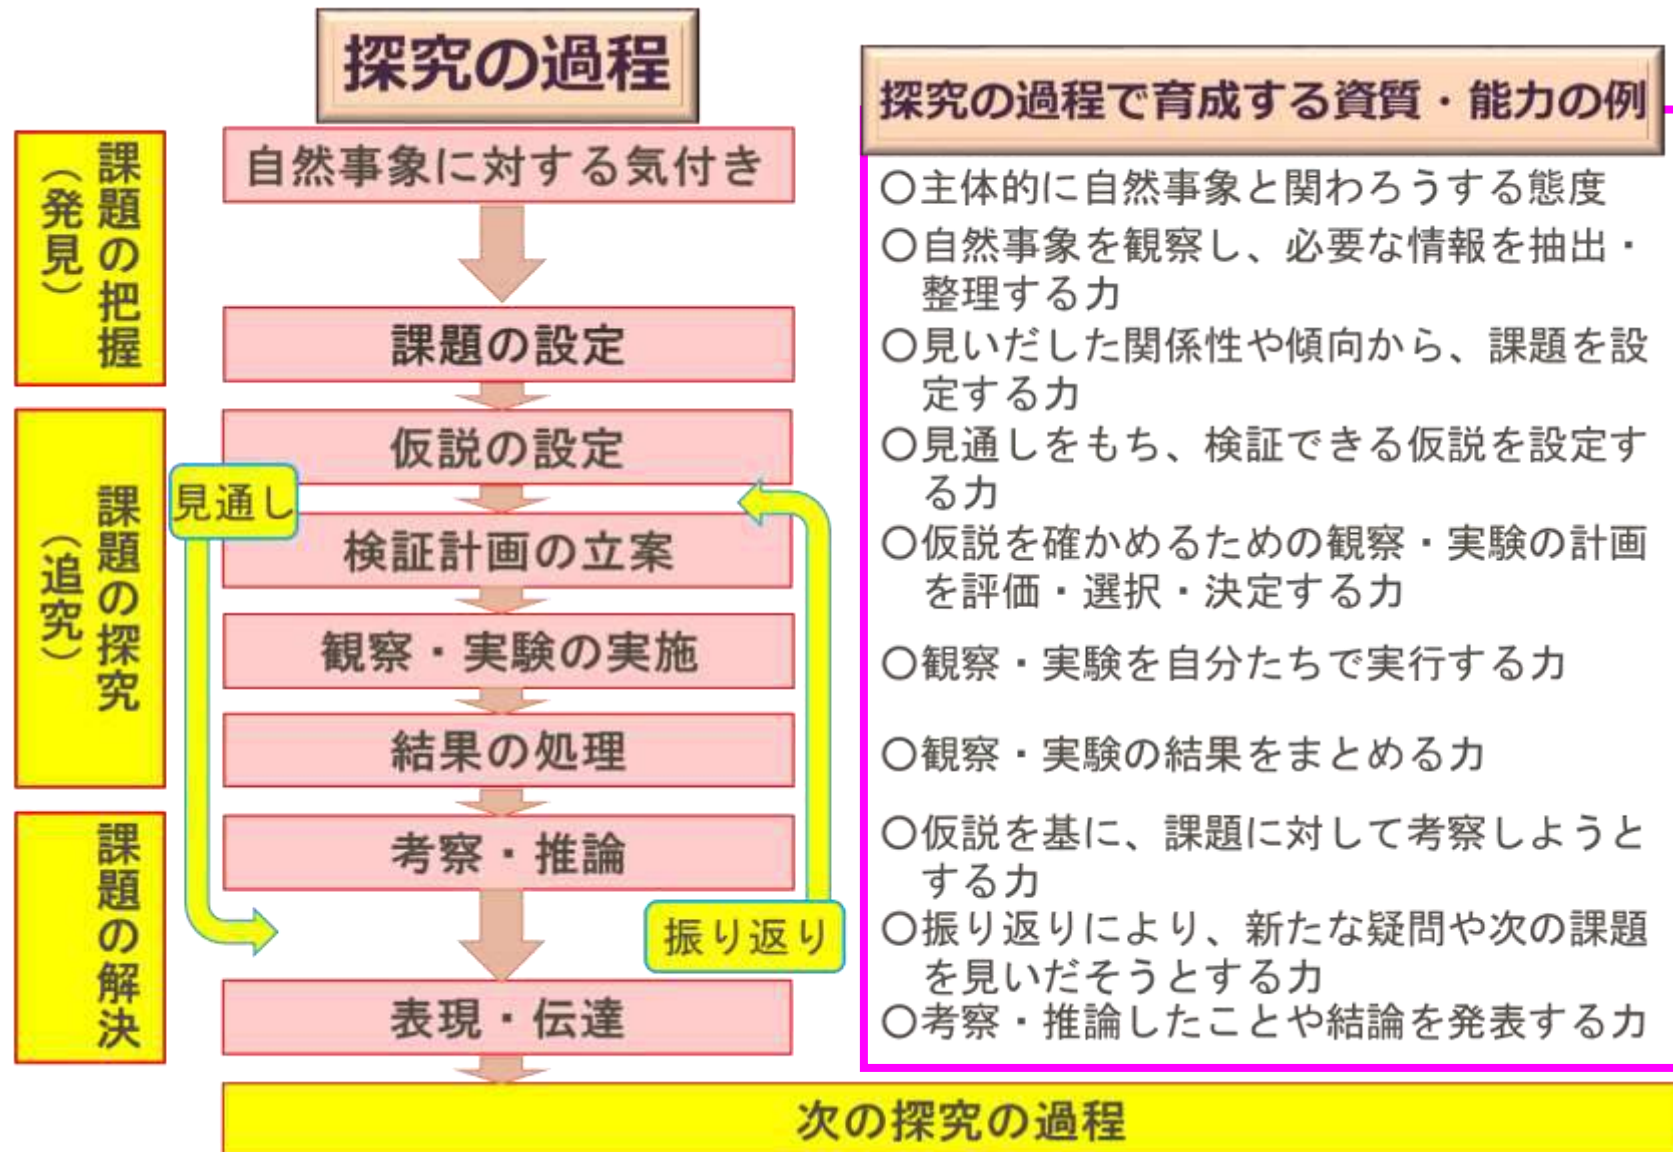 探究の過程
課題の把握
（発見）
自然事象に対する気付き
課題の設定
課題の探究
（追究）
仮説の設定
見通し
検証計画の立案
観察・実験の実施
結果の処理
課題の解決
考察・推論
振り返り
表現・伝達
探究の過程で育成する資質・能力の例
〇主体的に自然事象と関わろうする態度
〇自然事象を観察し、必要な情報を抽出・
整理する力
〇見いだした関係性や傾向から、課題を設
定する力
〇見通しをもち、検証できる仮説を設定す
る力
〇仮説を確かめるための観察・実験の計画
を評価・選択・決定する力
〇観察・実験を自分たちで実行する力
〇観察・実験の結果をまとめる力
〇仮説を基に、課題に対して考察しようと
する力
〇振り返りにより、新たな疑問や次の課題
を見いだそうとする力
〇考察・推論したことや結論を発表する力
次の探究の過程